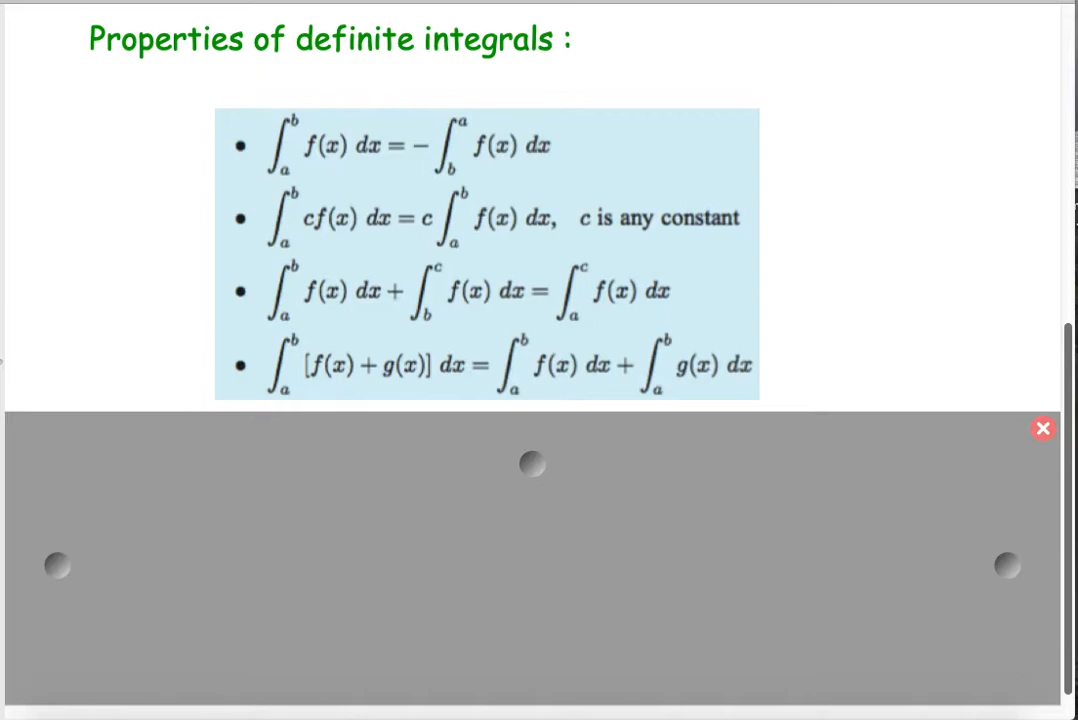 Properties of definite integrals :
• ∫_a^b f(x) dx = − ∫_b^a f(x) dx
• ∫_a^b cf(x) dx = c ∫_a^b f(x) dx, c is any constant
• ∫_a^b f(x) dx + ∫_b^c f(x) dx = ∫_a^c f(x) dx
• ∫_a^b [f(x) + g(x)] dx = ∫_a^b f(x) dx + ∫_a^b g(x) dx